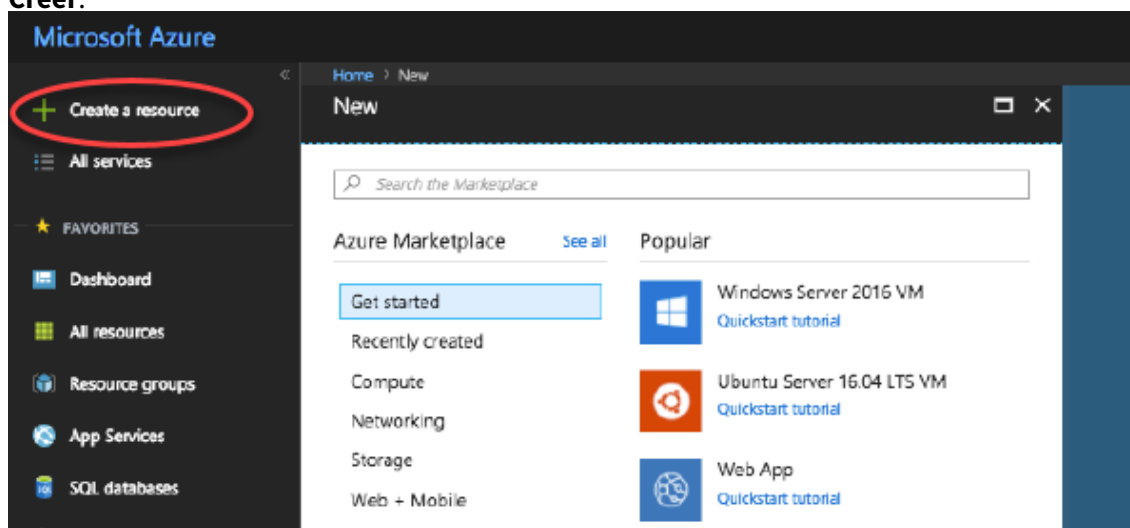 Créer.
Microsoft Azure
«
Home > New
Create a resource
New
All services
Search the Marketplace
FAVORITES
Azure Marketplace See all Popular
Dashboard
Get started
Windows Server 2016 VM
Quickstart tutorial
All resources
Recently created
Resource groups
Compute
Ubuntu Server 16.04 LTS VM
Quickstart tutorial
Networking
App Services
Storage
Web App
SQL databases
Web + Mobile
Quickstart tutorial